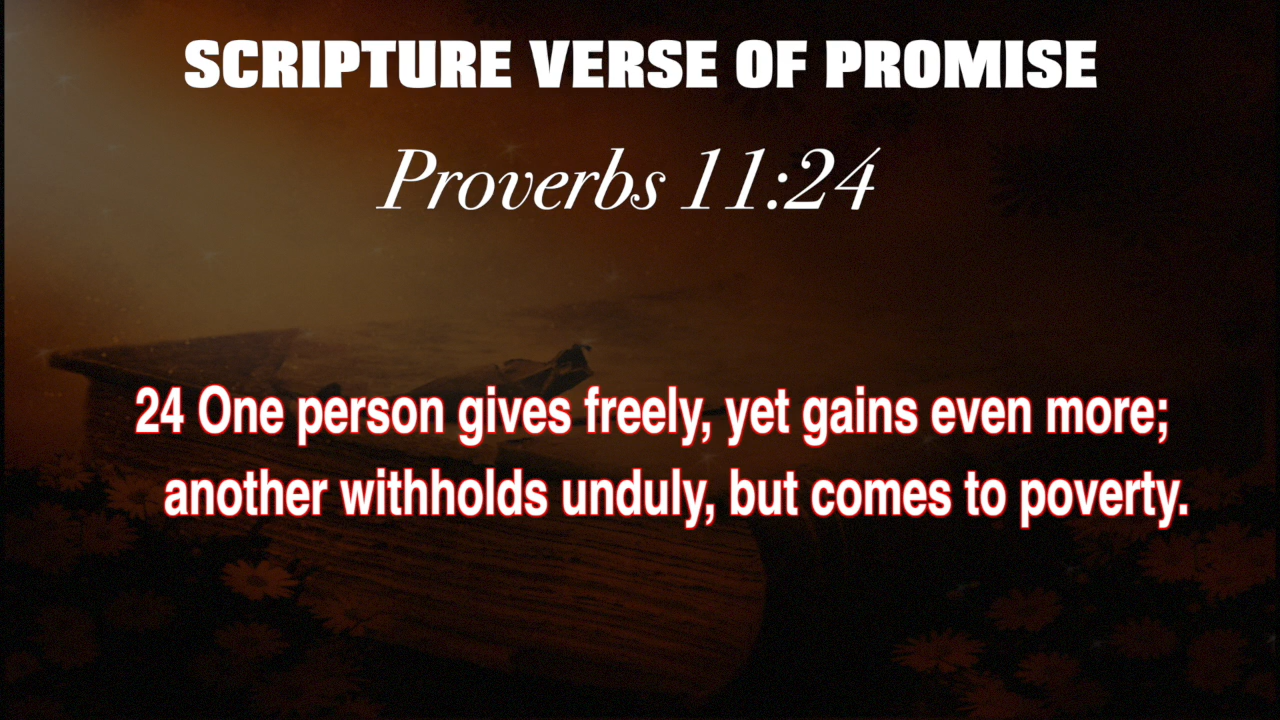 SCRIPTURE VERSE OF PROMISE
Proverbs 11:24
24 One person gives freely, yet gains even more;
another withholds unduly, but comes to poverty.